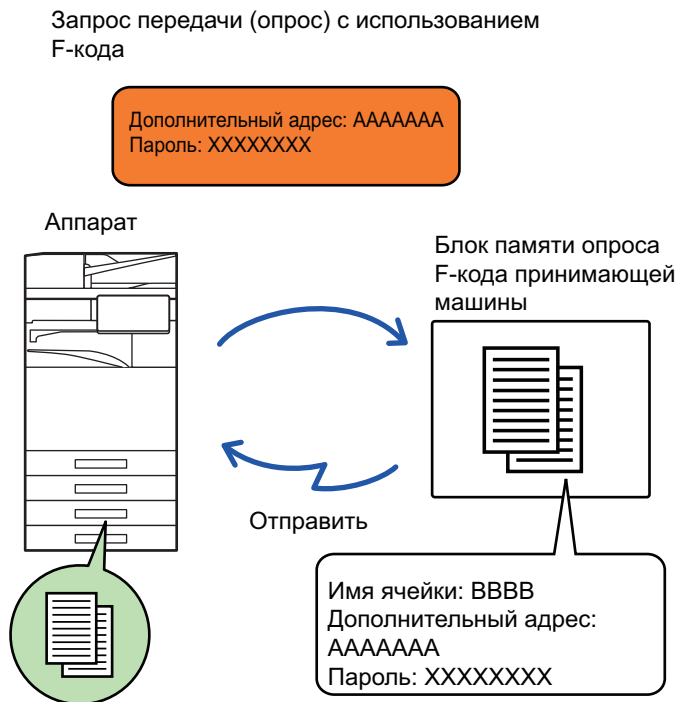 Запрос передачи (опрос) с использованием
F-кода
Дополнительный адрес: AAAAAAA
Пароль: XXXXXXXX
Аппарат
Блок памяти опроса
F-кода принимающей
машины
Отправить
Имя ячейки: BBBB
Дополнительный адрес:
AAAAAAA
Пароль: XXXXXXXX